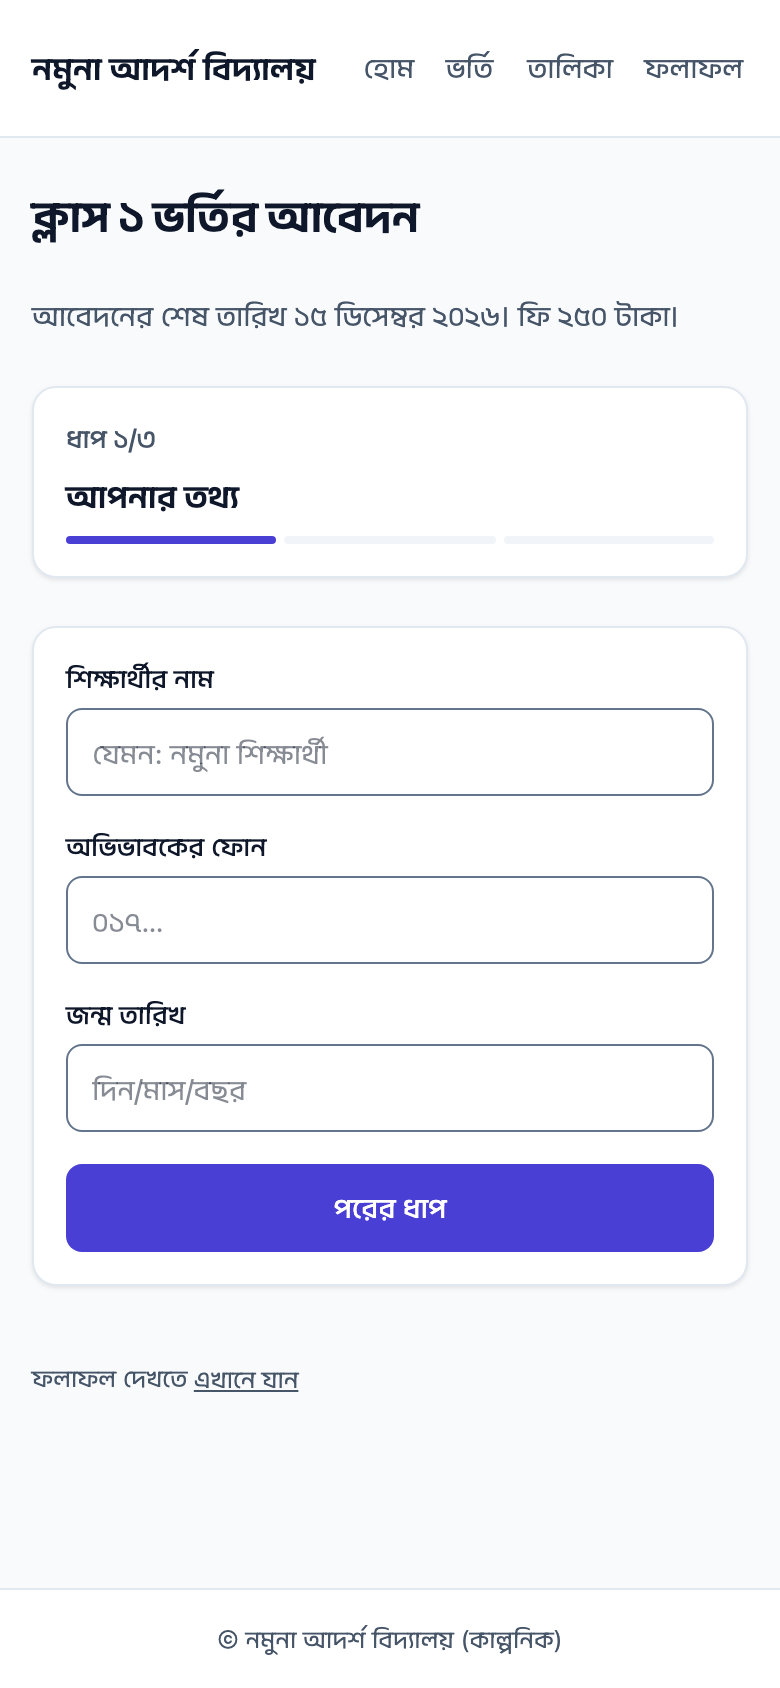 নমুনা আদর্শ বিদ্যালয় হোম ভর্তি তালিকা ফলাফল
ক্লাস ১ ভর্তির আবেদন
আবেদনের শেষ তারিখ ১৫ ডিসেম্বর ২০২৬। ফি ২৫০ টাকা।
ধাপ ১/৩
আপনার তথ্য
শিক্ষার্থীর নাম
যেমন: নমুনা শিক্ষার্থী
অভিভাবকের ফোন
০১৭...
জন্ম তারিখ
দিন/মাস/বছর
পরের ধাপ
ফলাফল দেখতে এখানে যান
© নমুনা আদর্শ বিদ্যালয় (কাল্পনিক)